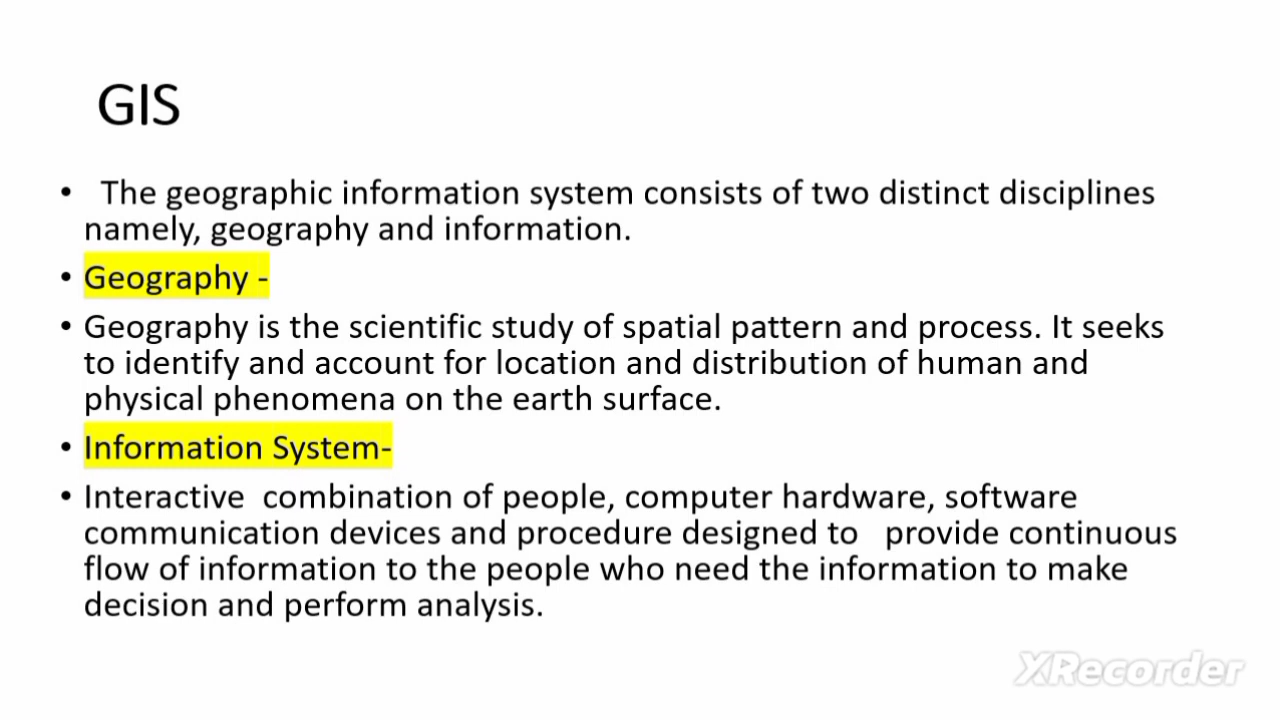 GIS
• The geographic information system consists of two distinct disciplines
namely, geography and information.
• Geography -
• Geography is the scientific study of spatial pattern and process. It seeks
to identify and account for location and distribution of human and
physical phenomena on the earth surface.
• Information System-
• Interactive combination of people, computer hardware, software
communication devices and procedure designed to provide continuous
flow of information to the people who need the information to make
decision and perform analysis.
XRecorder